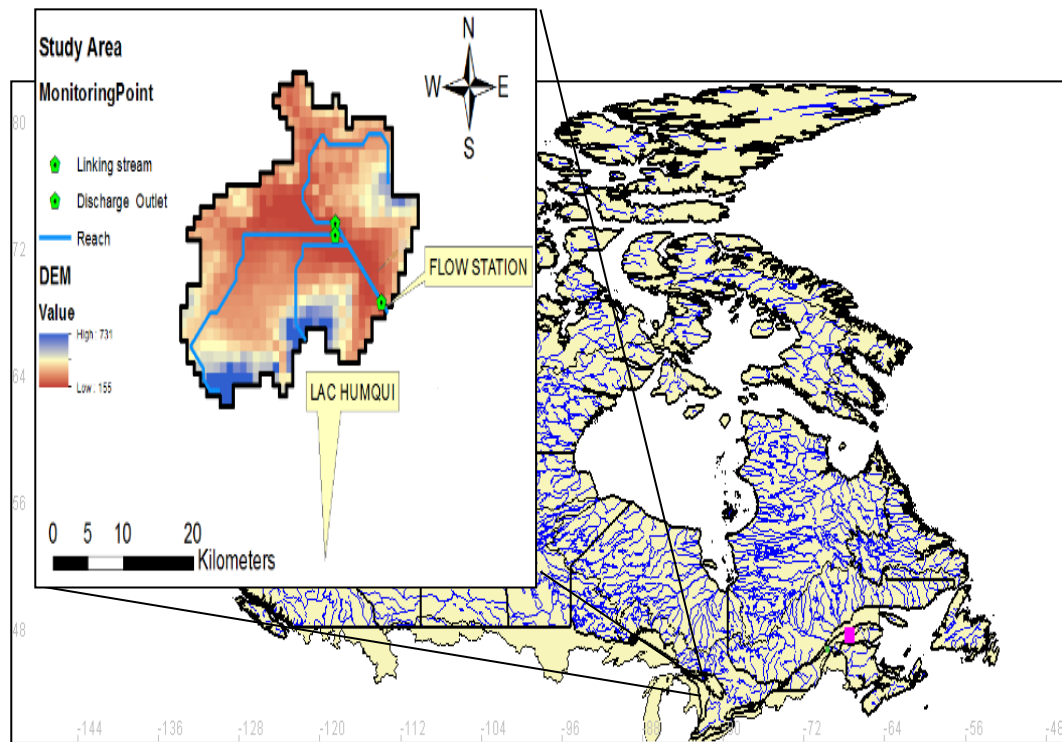 Study Area
MonitoringPoint
Linking stream
Discharge Outlet
Reach
DEM
Value
High : 731
Low : 155
N
W E
S
FLOW STATION
LAC HUMQUI
0 5 10 20
Kilometers
80
72
64
56
48
-144 -136 -128 -120 -112 -104 -96 -88 -80 -72 -64 -56 -48